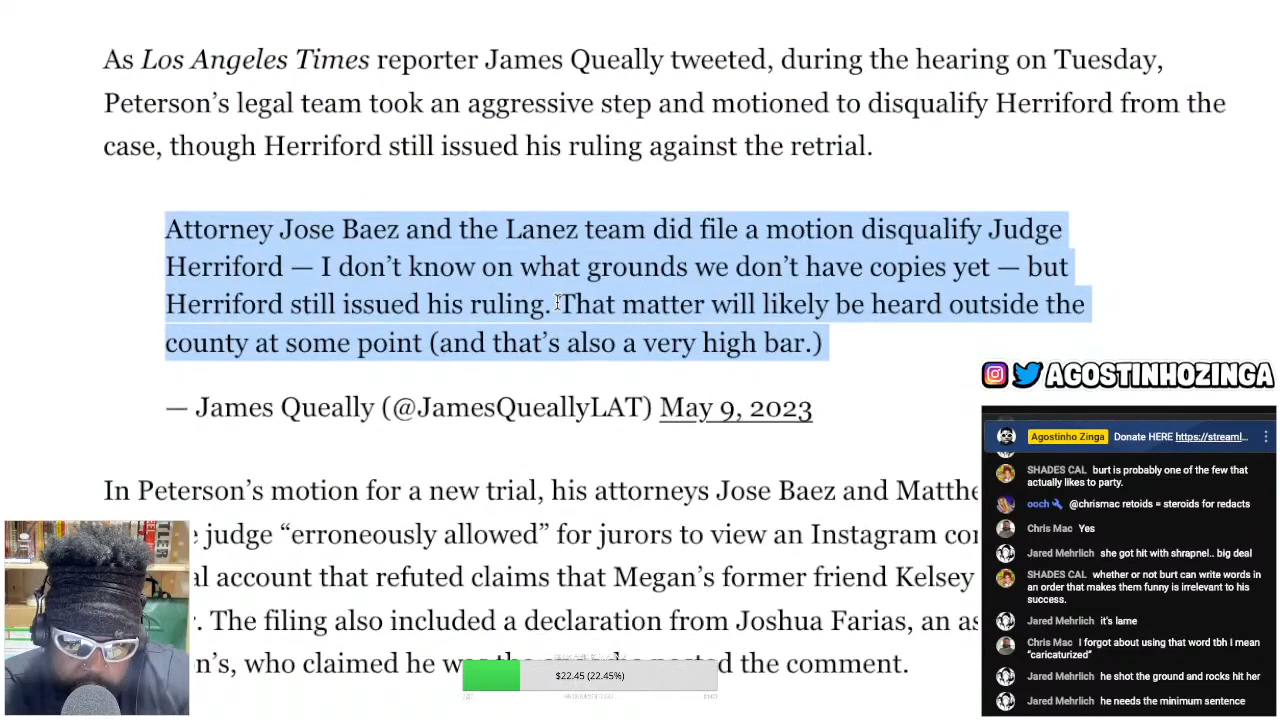 As Los Angeles Times reporter James Queally tweeted, during the hearing on Tuesday,
Peterson’s legal team took an aggressive step and motioned to disqualify Herriford from the
case, though Herriford still issued his ruling against the retrial.
Attorney Jose Baez and the Lanez team did file a motion disqualify Judge
Herriford — I don’t know on what grounds we don’t have copies yet — but
Herriford still issued his ruling. That matter will likely be heard outside the
county at some point (and that’s also a very high bar.)
— James Queally (@JamesQueallyLAT) May 9, 2023
In Peterson’s motion for a new trial, his attorneys Jose Baez and Matthe
judge “erroneously allowed” for jurors to view an Instagram con
al account that refuted claims that Megan’s former friend Kelsey
. The filing also included a declaration from Joshua Farias, an as
on’s, who claimed he the comment.
$22.45 (22.45%)
AGOSTINHOZINGA
Agostinho Zinga Donate HERE https://streaml...
SHADES CAL burt is probably one of the few that
actually likes to party.
ooch @chrismac retoids = steroids for redacts
Chris Mac Yes
Jared Mehrlich she got hit with shrapnel.. big deal
SHADES CAL whether or not burt can write words in
an order that makes them funny is irrelevant to his
success.
Jared Mehrlich it's lame
Chris Mac I forgot about using that word tbh I mean
“caricaturized”
Jared Mehrlich he shot the ground and rocks hit her
Jared Mehrlich he needs the minimum sentence